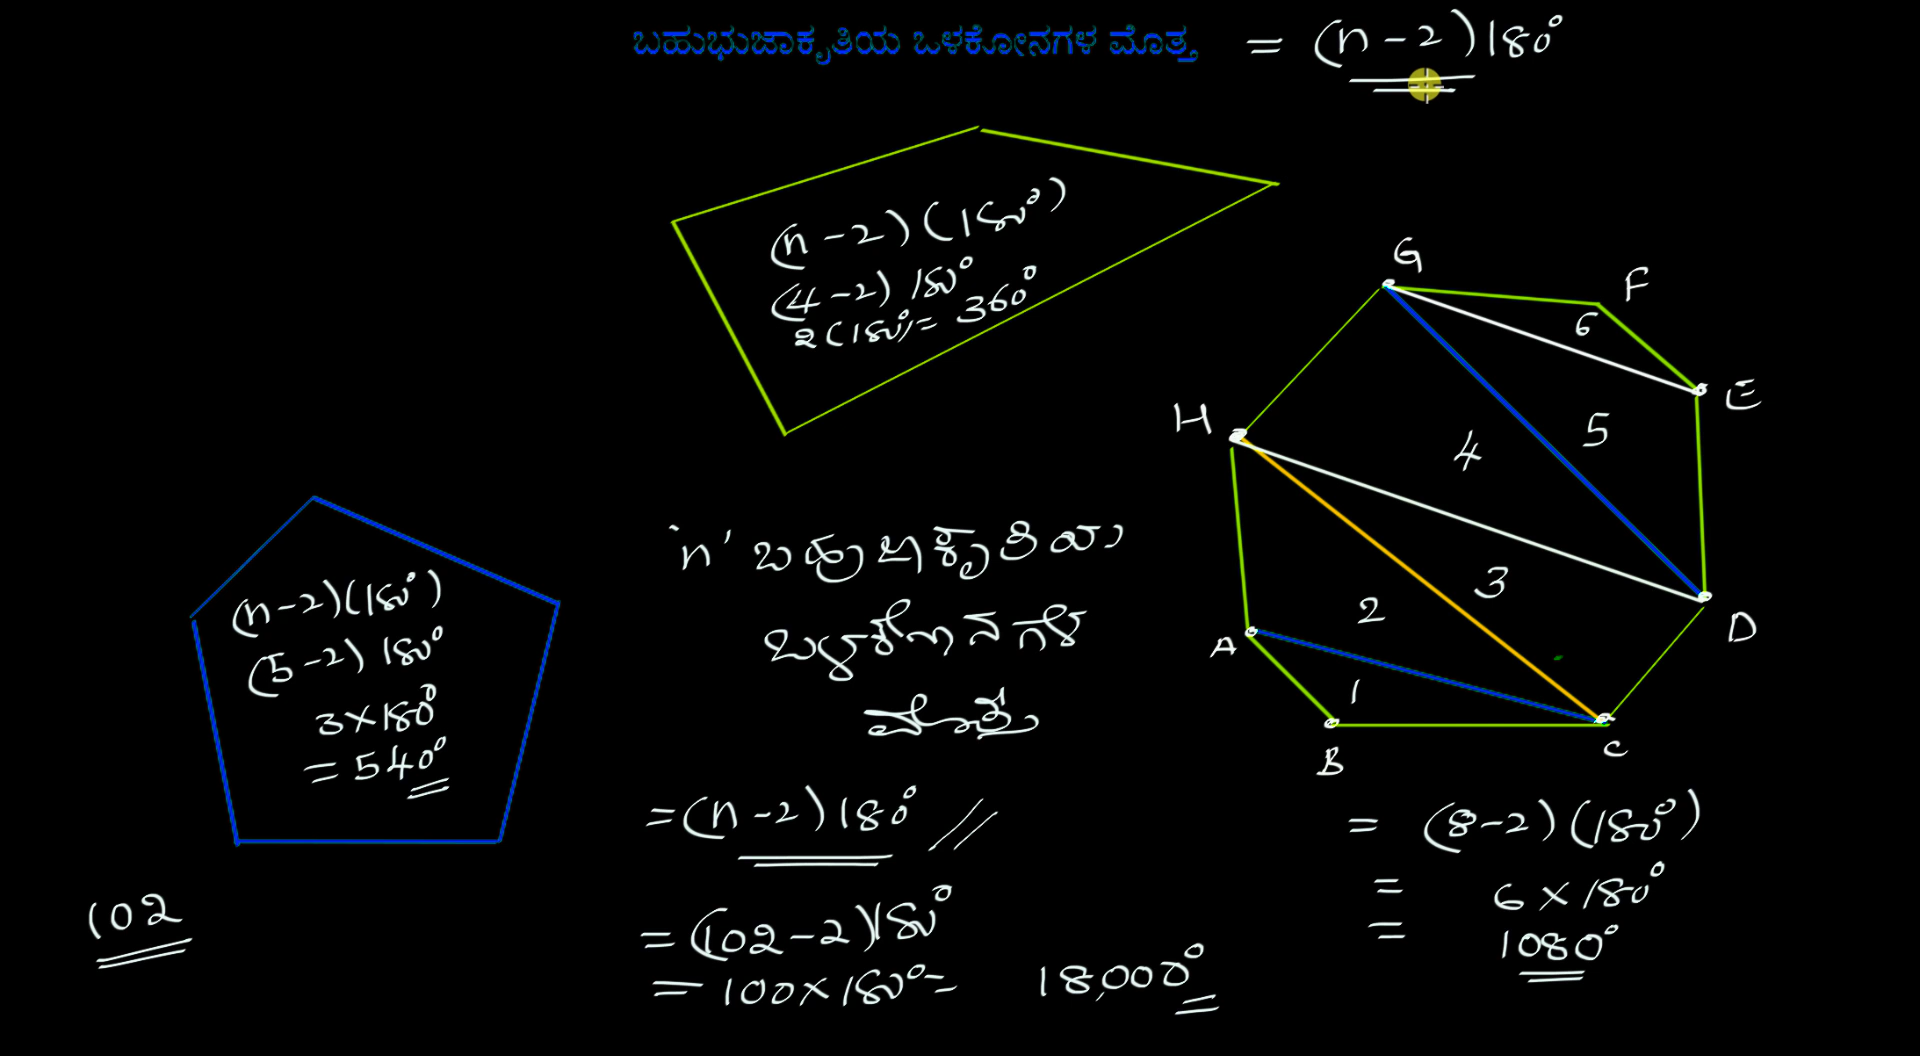 ಬಹುಭುಜಾಕೃತಿಯ ಒಳಕೋನಗಳ ಮೊತ್ತ = (n-2)180°
(n-2)(180°)
(4-2) 180°
2(180°)= 360°
G
F
6
E
H
4
5
3
2
D
A
1
B
C
(n-2)(180°)
(5-2) 180°
3×180°
= 540°
'n' ಬಹುಭುಜಾಕೃತಿಯ
ಒಳಕೋನಗಳ
ಮೊತ್ತ
= (n-2)180°
= (102-2)180°
= 100×180°= 18,000°
= (8-2)(180°)
= 6×180°
= 1080°
102